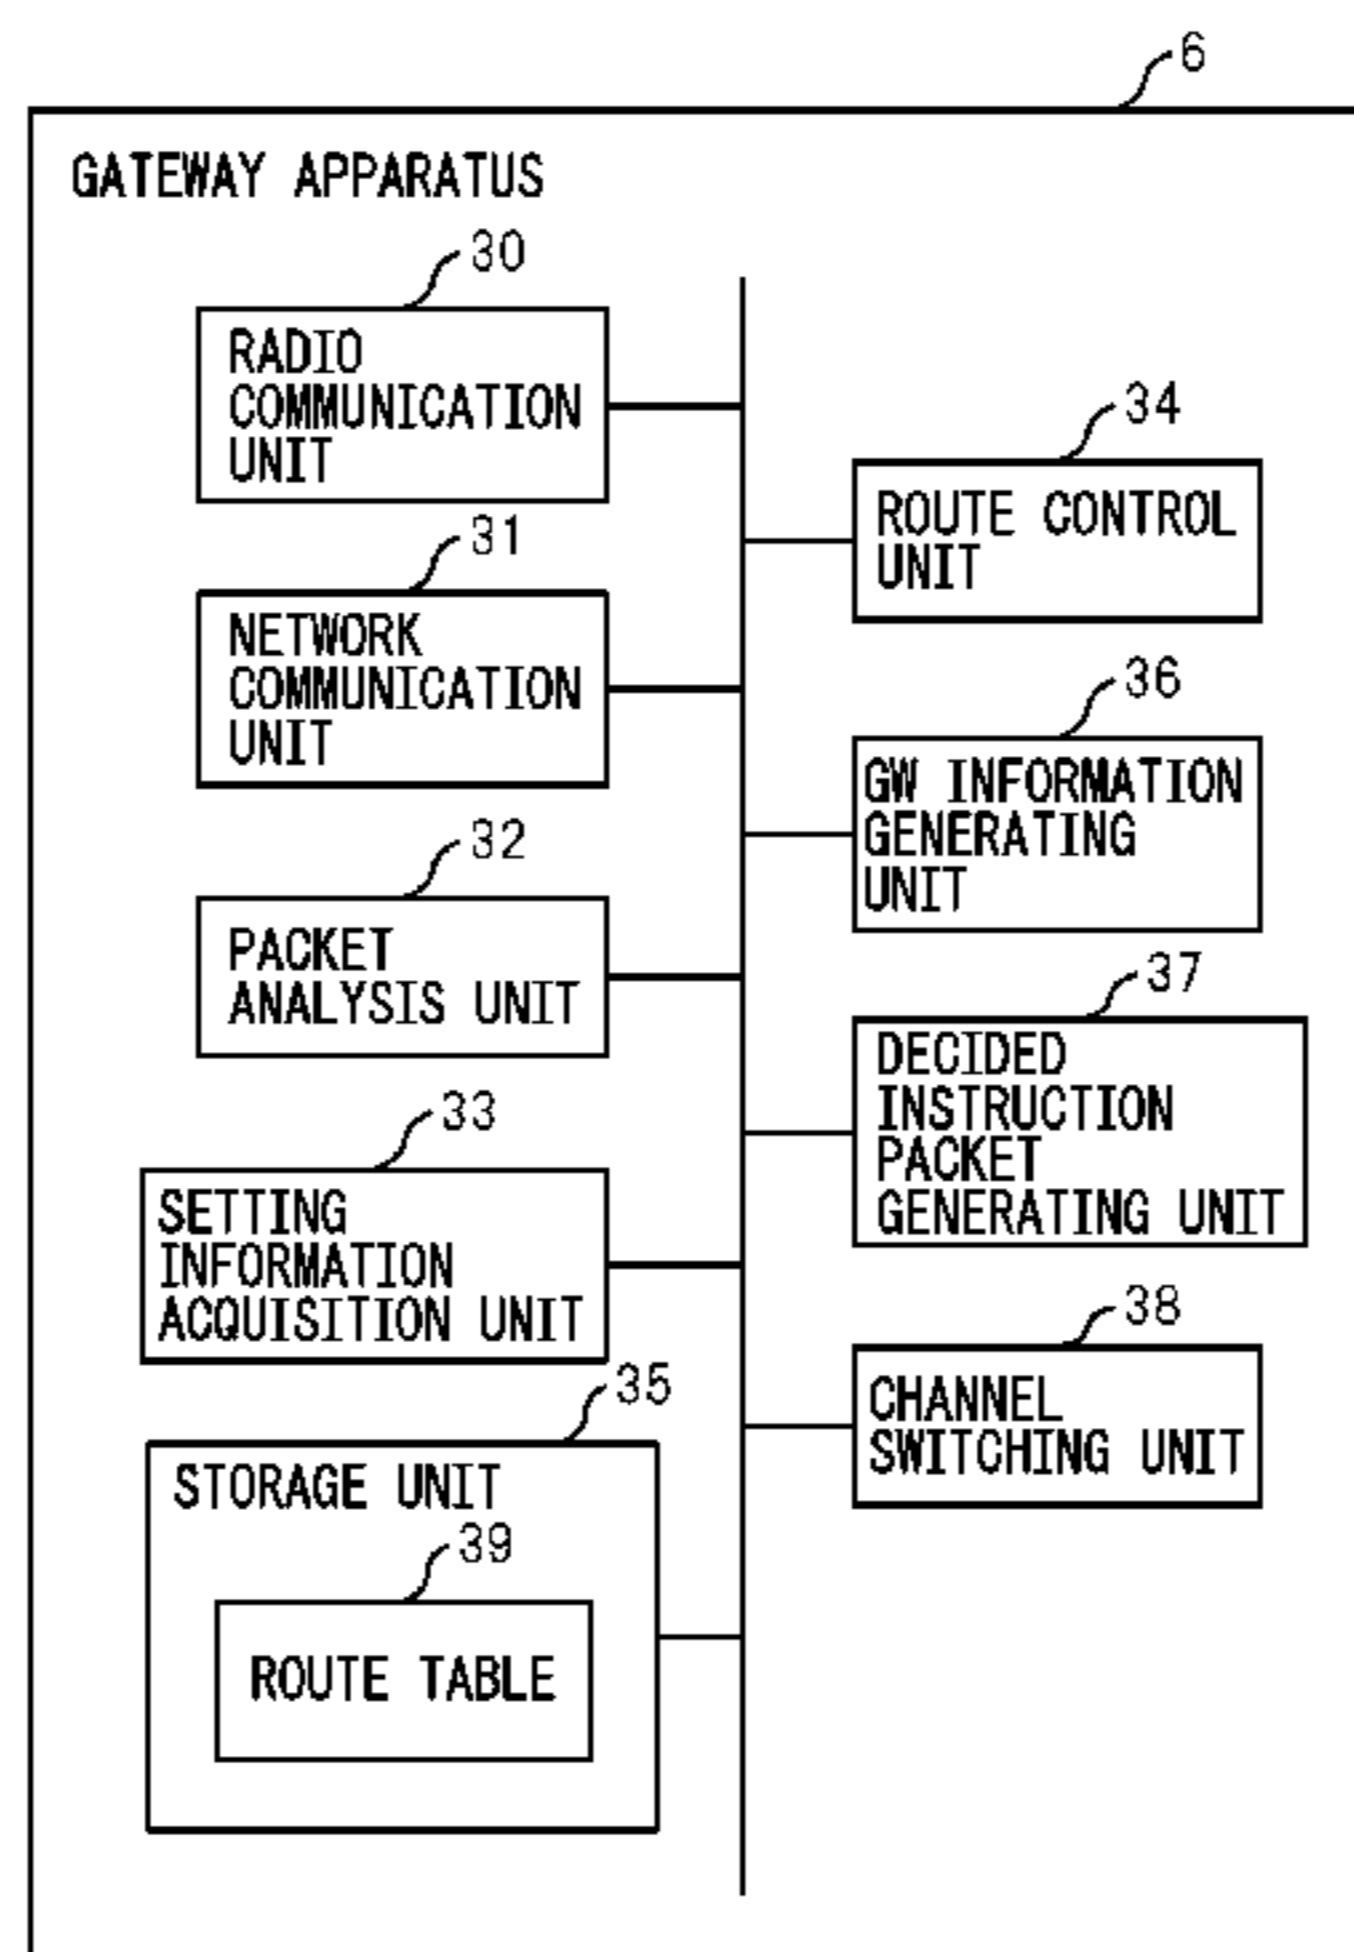 6
GATEWAY APPARATUS
30
RADIO
COMMUNICATION
UNIT
31
NETWORK
COMMUNICATION
UNIT
32
PACKET
ANALYSIS UNIT
33
SETTING
INFORMATION
ACQUISITION UNIT
35
STORAGE UNIT
39
ROUTE TABLE
34
ROUTE CONTROL
UNIT
36
GW INFORMATION
GENERATING
UNIT
37
DECIDED
INSTRUCTION
PACKET
GENERATING UNIT
38
CHANNEL
SWITCHING UNIT